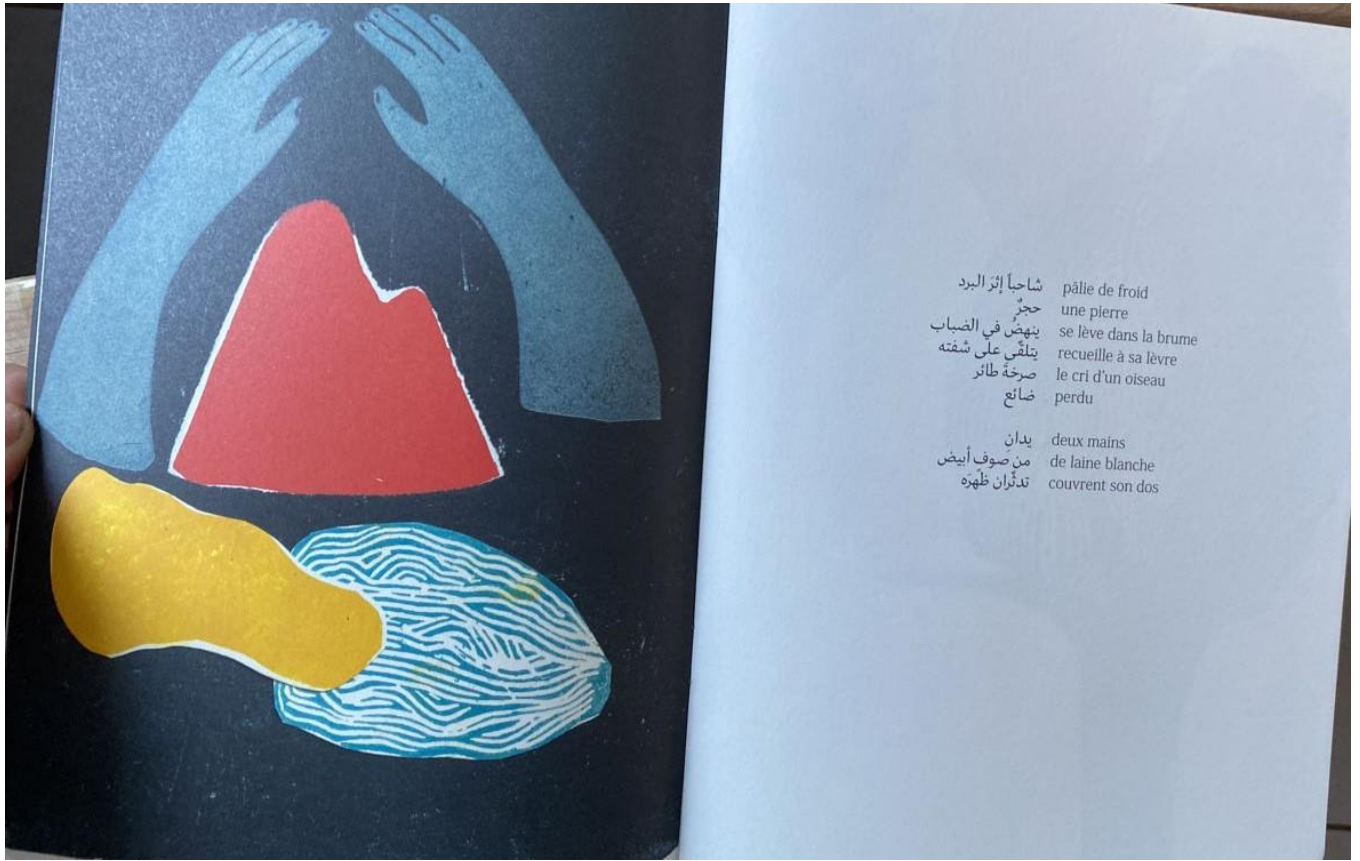 شاحباً إثرَ البرد pâlie de froid
حجرٌ une pierre
ينهضُ في الضباب se lève dans la brume
يتلقّى على شفته recueille à sa lèvre
صرخةَ طائر le cri d'un oiseau
ضائع perdu
يدانِ deux mains
من صوفٍ أبيض de laine blanche
تدثّران ظَهرَه couvrent son dos